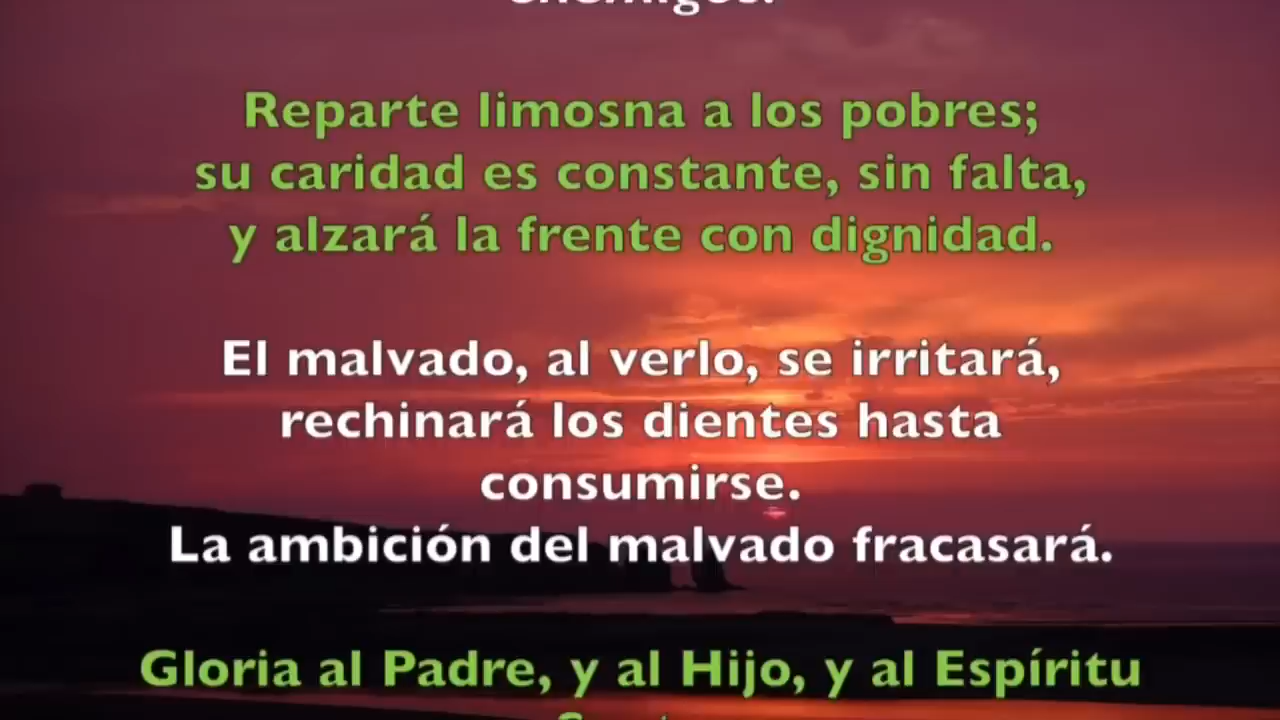 enemigos.
Reparte limosna a los pobres;
su caridad es constante, sin falta,
y alzará la frente con dignidad.
El malvado, al verlo, se irritará,
rechinará los dientes hasta
consumirse.
La ambición del malvado fracasará.
Gloria al Padre, y al Hijo, y al Espíritu